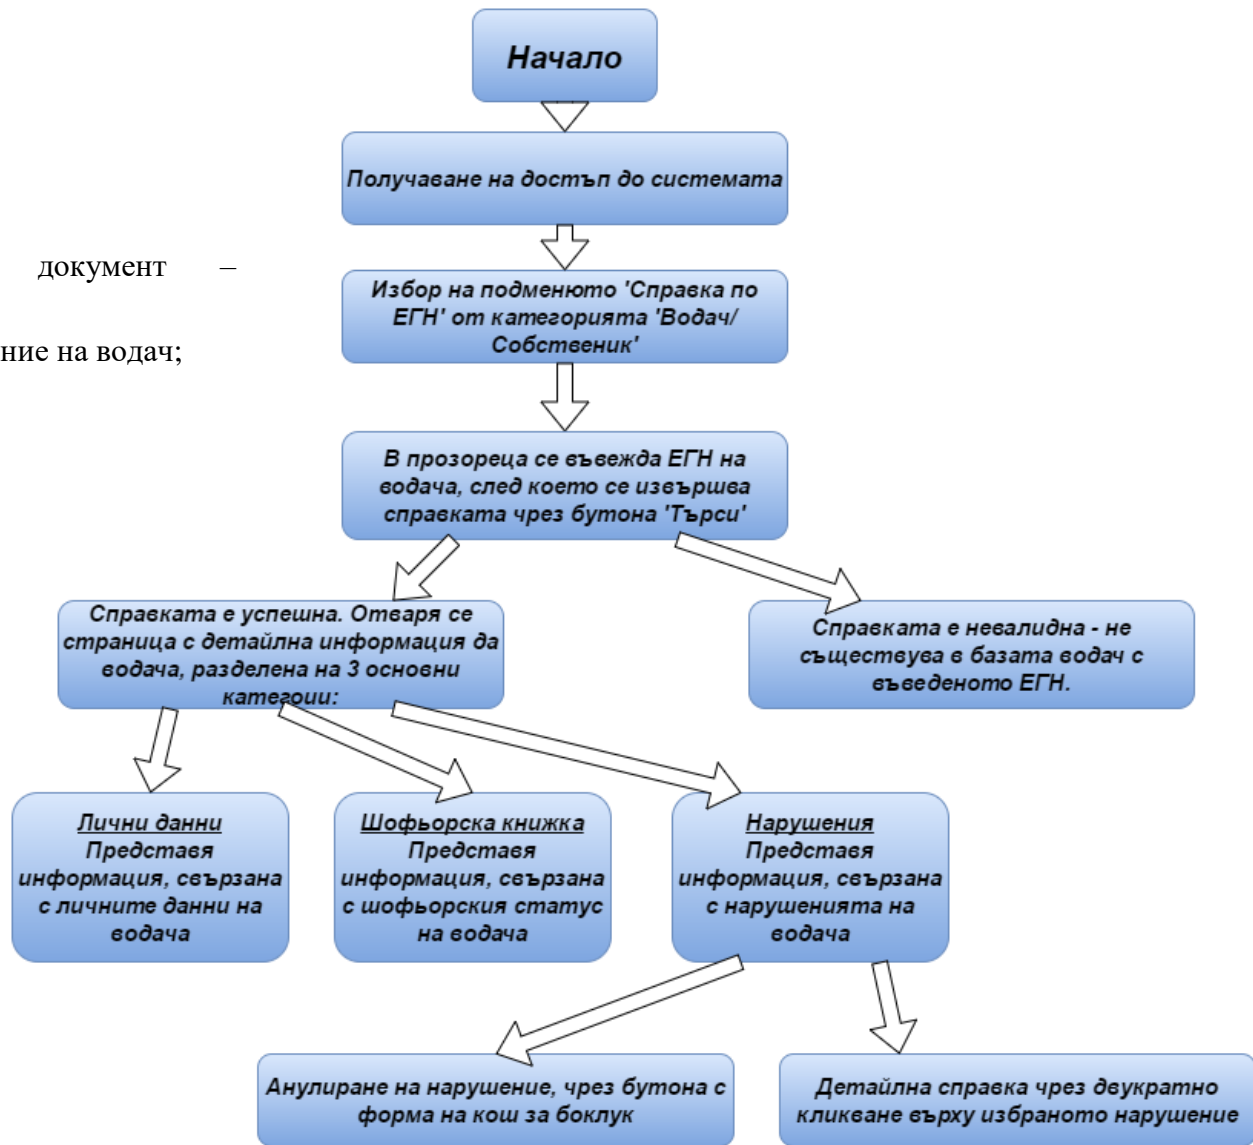 Начало
Получаване на достъп до системата
документ –
ние на водач;
Избор на подменюто 'Справка по
ЕГН' от категорията 'Водач/
Собственик'
В прозореца се въвежда ЕГН на
водача, след което се извършва
справката чрез бутона 'Търси'
Справката е успешна. Отваря се
страница с детайлна информация да
водача, разделена на 3 основни
категоии:
Справката е невалидна - не
съществува в базата водач с
въведеното ЕГН.
Лични данни
Представя
информация, свързана
с личните данни на
водача
Шофьорска книжка
Представя
информация, свързана
с шофьорския статус
на водача
Нарушения
Представя
информация, свързана
с нарушенията на
водача
Анулиране на нарушение, чрез бутона с
форма на кош за боклук
Детайлна справка чрез двукратно
кликване върху избраното нарушение